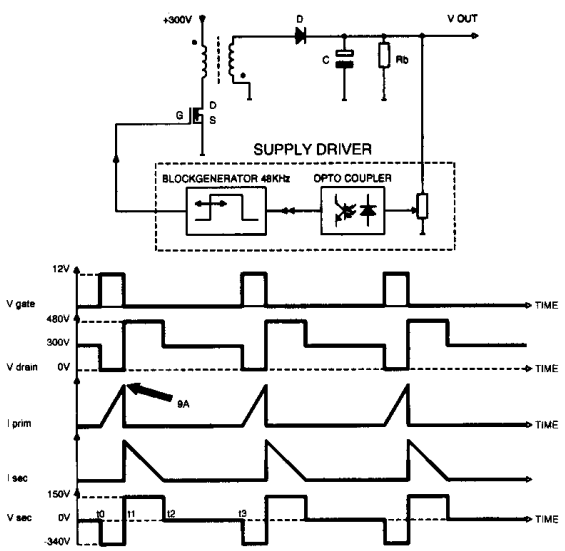 +300V
D
V OUT
C
Rb
G
D
S
SUPPLY DRIVER
BLOCKGENERATOR 48KHz
OPTO COUPLER
12V
V gate
TIME
480V
300V
V drain
0V
TIME
9A
I prim
TIME
I sec
150V
t0
t1
t2
t3
V sec
0V
TIME
-340V